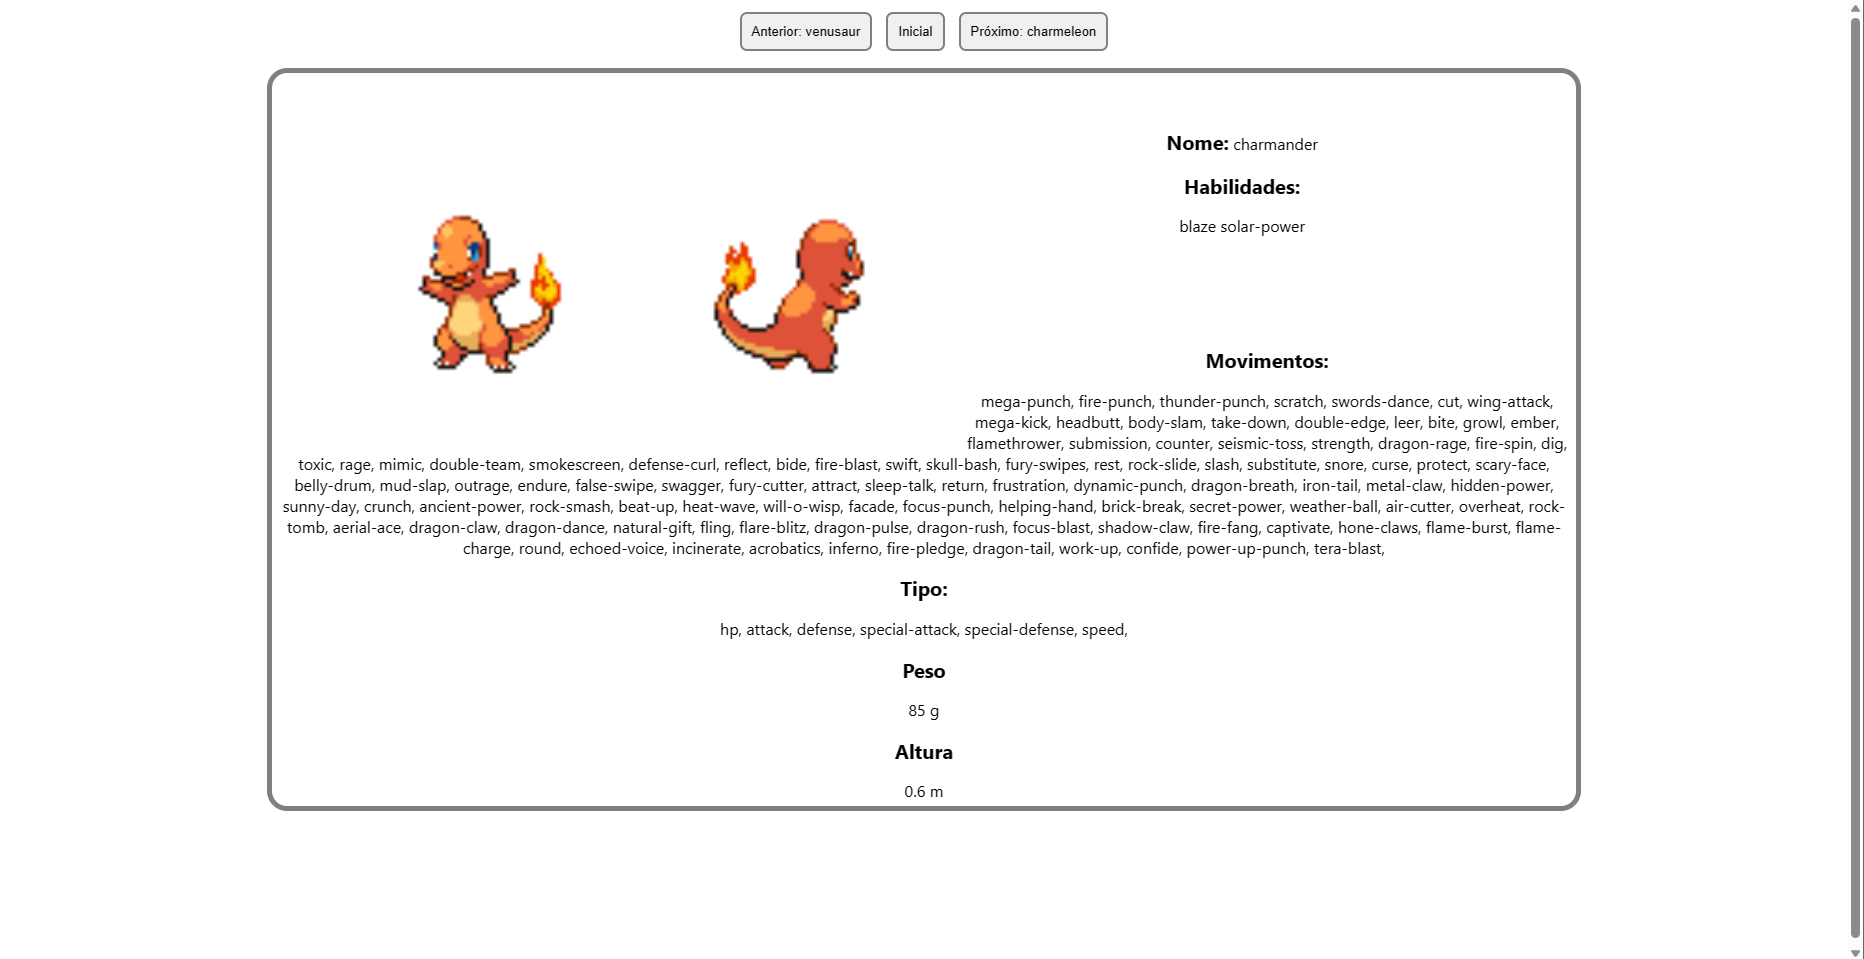 Anterior: venusaur
Inicial
Próximo: charmeleon
Nome: charmander
Habilidades:
blaze solar-power
Movimentos:
mega-punch, fire-punch, thunder-punch, scratch, swords-dance, cut, wing-attack,
mega-kick, headbutt, body-slam, take-down, double-edge, leer, bite, growl, ember,
flamethrower, submission, counter, seismic-toss, strength, dragon-rage, fire-spin, dig,
toxic, rage, mimic, double-team, smokescreen, defense-curl, reflect, bide, fire-blast, swift, skull-bash, fury-swipes, rest, rock-slide, slash, substitute, snore, curse, protect, scary-face,
belly-drum, mud-slap, outrage, endure, false-swipe, swagger, fury-cutter, attract, sleep-talk, return, frustration, dynamic-punch, dragon-breath, iron-tail, metal-claw, hidden-power,
sunny-day, crunch, ancient-power, rock-smash, beat-up, heat-wave, will-o-wisp, facade, focus-punch, helping-hand, brick-break, secret-power, weather-ball, air-cutter, overheat, rock-
tomb, aerial-ace, dragon-claw, dragon-dance, natural-gift, fling, flare-blitz, dragon-pulse, dragon-rush, focus-blast, shadow-claw, fire-fang, captivate, hone-claws, flame-burst, flame-
charge, round, echoed-voice, incinerate, acrobatics, inferno, fire-pledge, dragon-tail, work-up, confide, power-up-punch, tera-blast,
Tipo:
hp, attack, defense, special-attack, special-defense, speed,
Peso
85 g
Altura
0.6 m